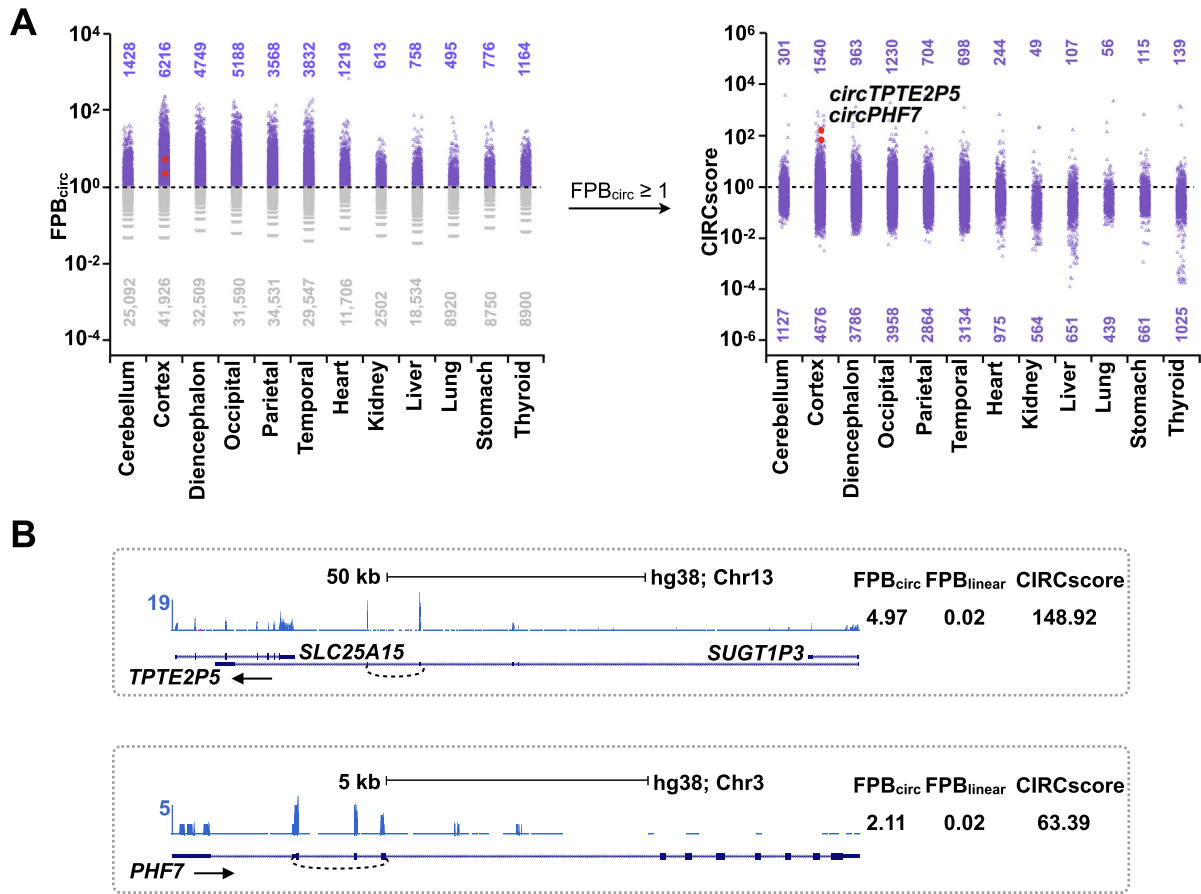 A
10^4
10^2
10^0
10^-2
10^-4
FPBcirc
1428 6216 4749 5188 3568 3832 1219 613 758 495 776 1164
25,092 41,926 32,509 31,590 34,531 29,547 11,706 2502 18,534 8920 8750 8900
Cerebellum Cortex Diencephalon Occipital Parietal Temporal Heart Kidney Liver Lung Stomach Thyroid
FPBcirc ≥ 1
10^6
10^4
10^2
10^0
10^-2
10^-4
10^-6
CIRCscore
301 1540 963 1230 704 698 244 49 107 56 115 139
circTPTE2P5
circPHF7
1127 4676 3786 3958 2864 3134 975 564 651 439 661 1025
Cerebellum Cortex Diencephalon Occipital Parietal Temporal Heart Kidney Liver Lung Stomach Thyroid
B
50 kb hg38; Chr13
19
SLC25A15 SUGT1P3
TPTE2P5
FPBcirc FPBlinear CIRCscore
4.97 0.02 148.92
5 kb hg38; Chr3
5
PHF7
FPBcirc FPBlinear CIRCscore
2.11 0.02 63.39